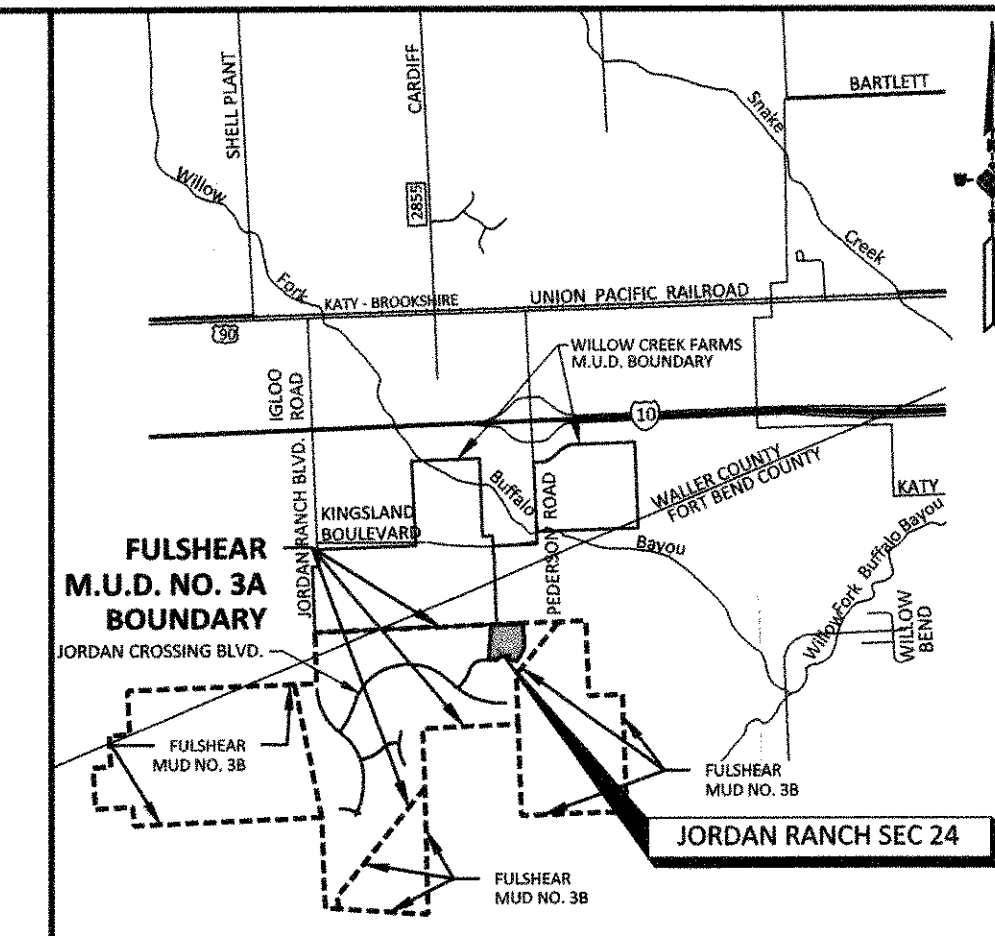 SHELL PLANT
CARDIFF
BARTLETT
Snake
Creek
Willow
Fork
2855
KATY - BROOKSHIRE
UNION PACIFIC RAILROAD
90
WILLOW CREEK FARMS
M.U.D. BOUNDARY
IGLOO
ROAD
10
JORDAN RANCH BLVD.
KINGSLAND
BOULEVARD
Buffalo
Bayou
PEDERSON ROAD
WALLER COUNTY
FORT BEND COUNTY
KATY
Willow Fork Buffalo Bayou
WILLOW
BEND
FULSHEAR
M.U.D. NO. 3A
BOUNDARY
JORDAN CROSSING BLVD.
FULSHEAR
MUD NO. 3B
FULSHEAR
MUD NO. 3B
JORDAN RANCH SEC 24
FULSHEAR
MUD NO. 3B
W